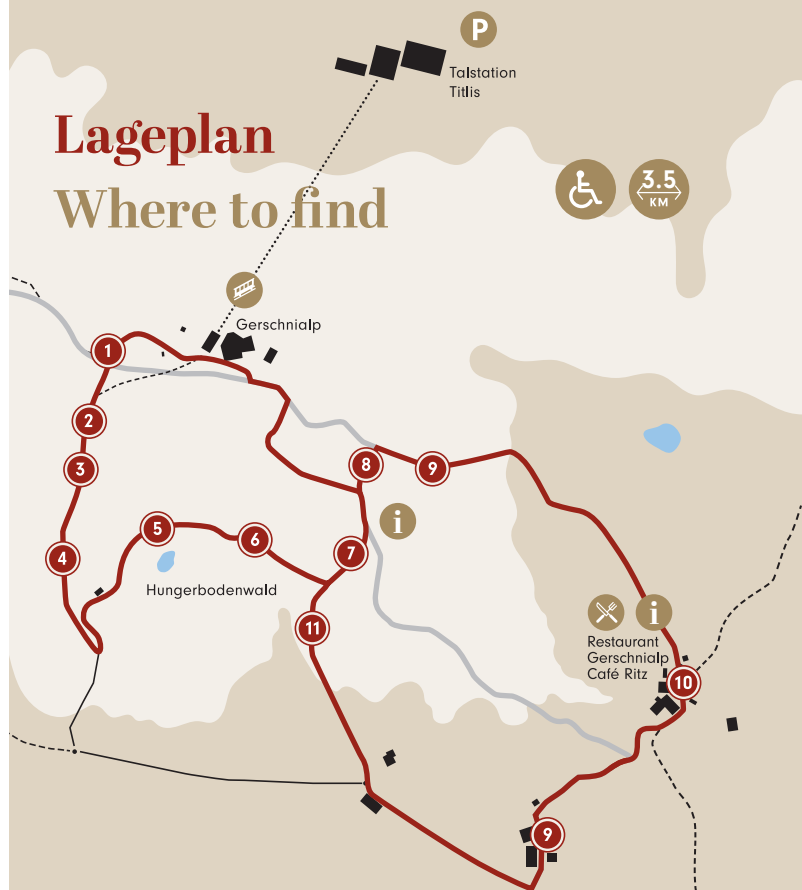 P
Talstation
Titlis
Lageplan
Where to find
3.5
KM
Gerschnialp
1
2
3
4
5
6
7
8
9
i
Hungerbodenwald
11
i
Restaurant
Gerschnialp
Café Ritz
10
9